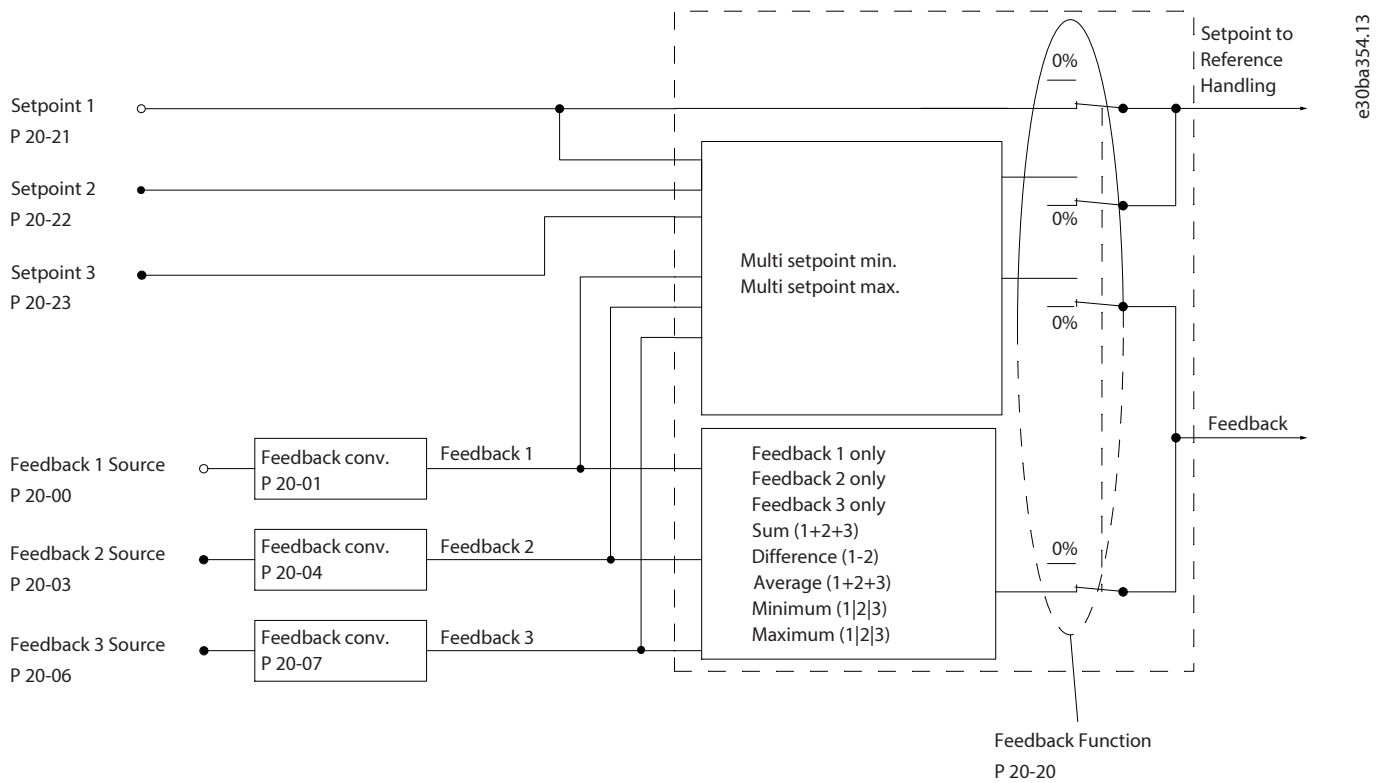 e30ba354.13
Setpoint to
Reference
Handling
0%
Setpoint 1
P 20-21
Setpoint 2
P 20-22
0%
Setpoint 3
P 20-23
Multi setpoint min.
Multi setpoint max.
0%
Feedback
Feedback 1 Source
P 20-00
Feedback conv.
P 20-01
Feedback 1
Feedback 2 Source
P 20-03
Feedback conv.
P 20-04
Feedback 2
Feedback 3 Source
P 20-06
Feedback conv.
P 20-07
Feedback 3
Feedback 1 only
Feedback 2 only
Feedback 3 only
Sum (1+2+3)
Difference (1-2)
Average (1+2+3)
Minimum (1|2|3)
Maximum (1|2|3)
0%
Feedback Function
P 20-20